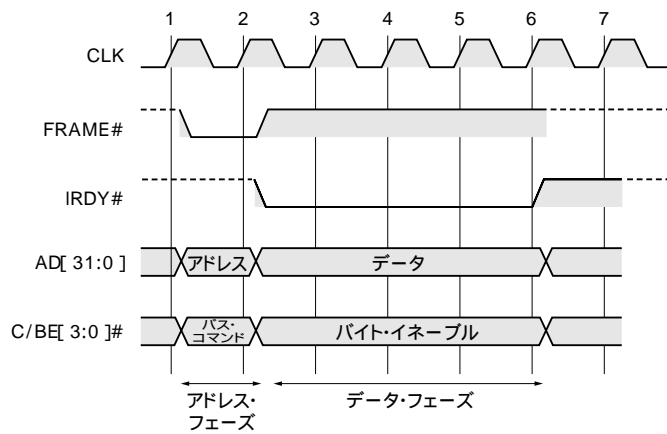 1 2 3 4 5 6 7
CLK
FRAME#
IRDY#
AD[ 31:0 ]
アドレス
データ
C/BE[ 3:0 ]#
バス・
コマンド
バイト・イネーブル
アドレス・
フェーズ
データ・フェーズ